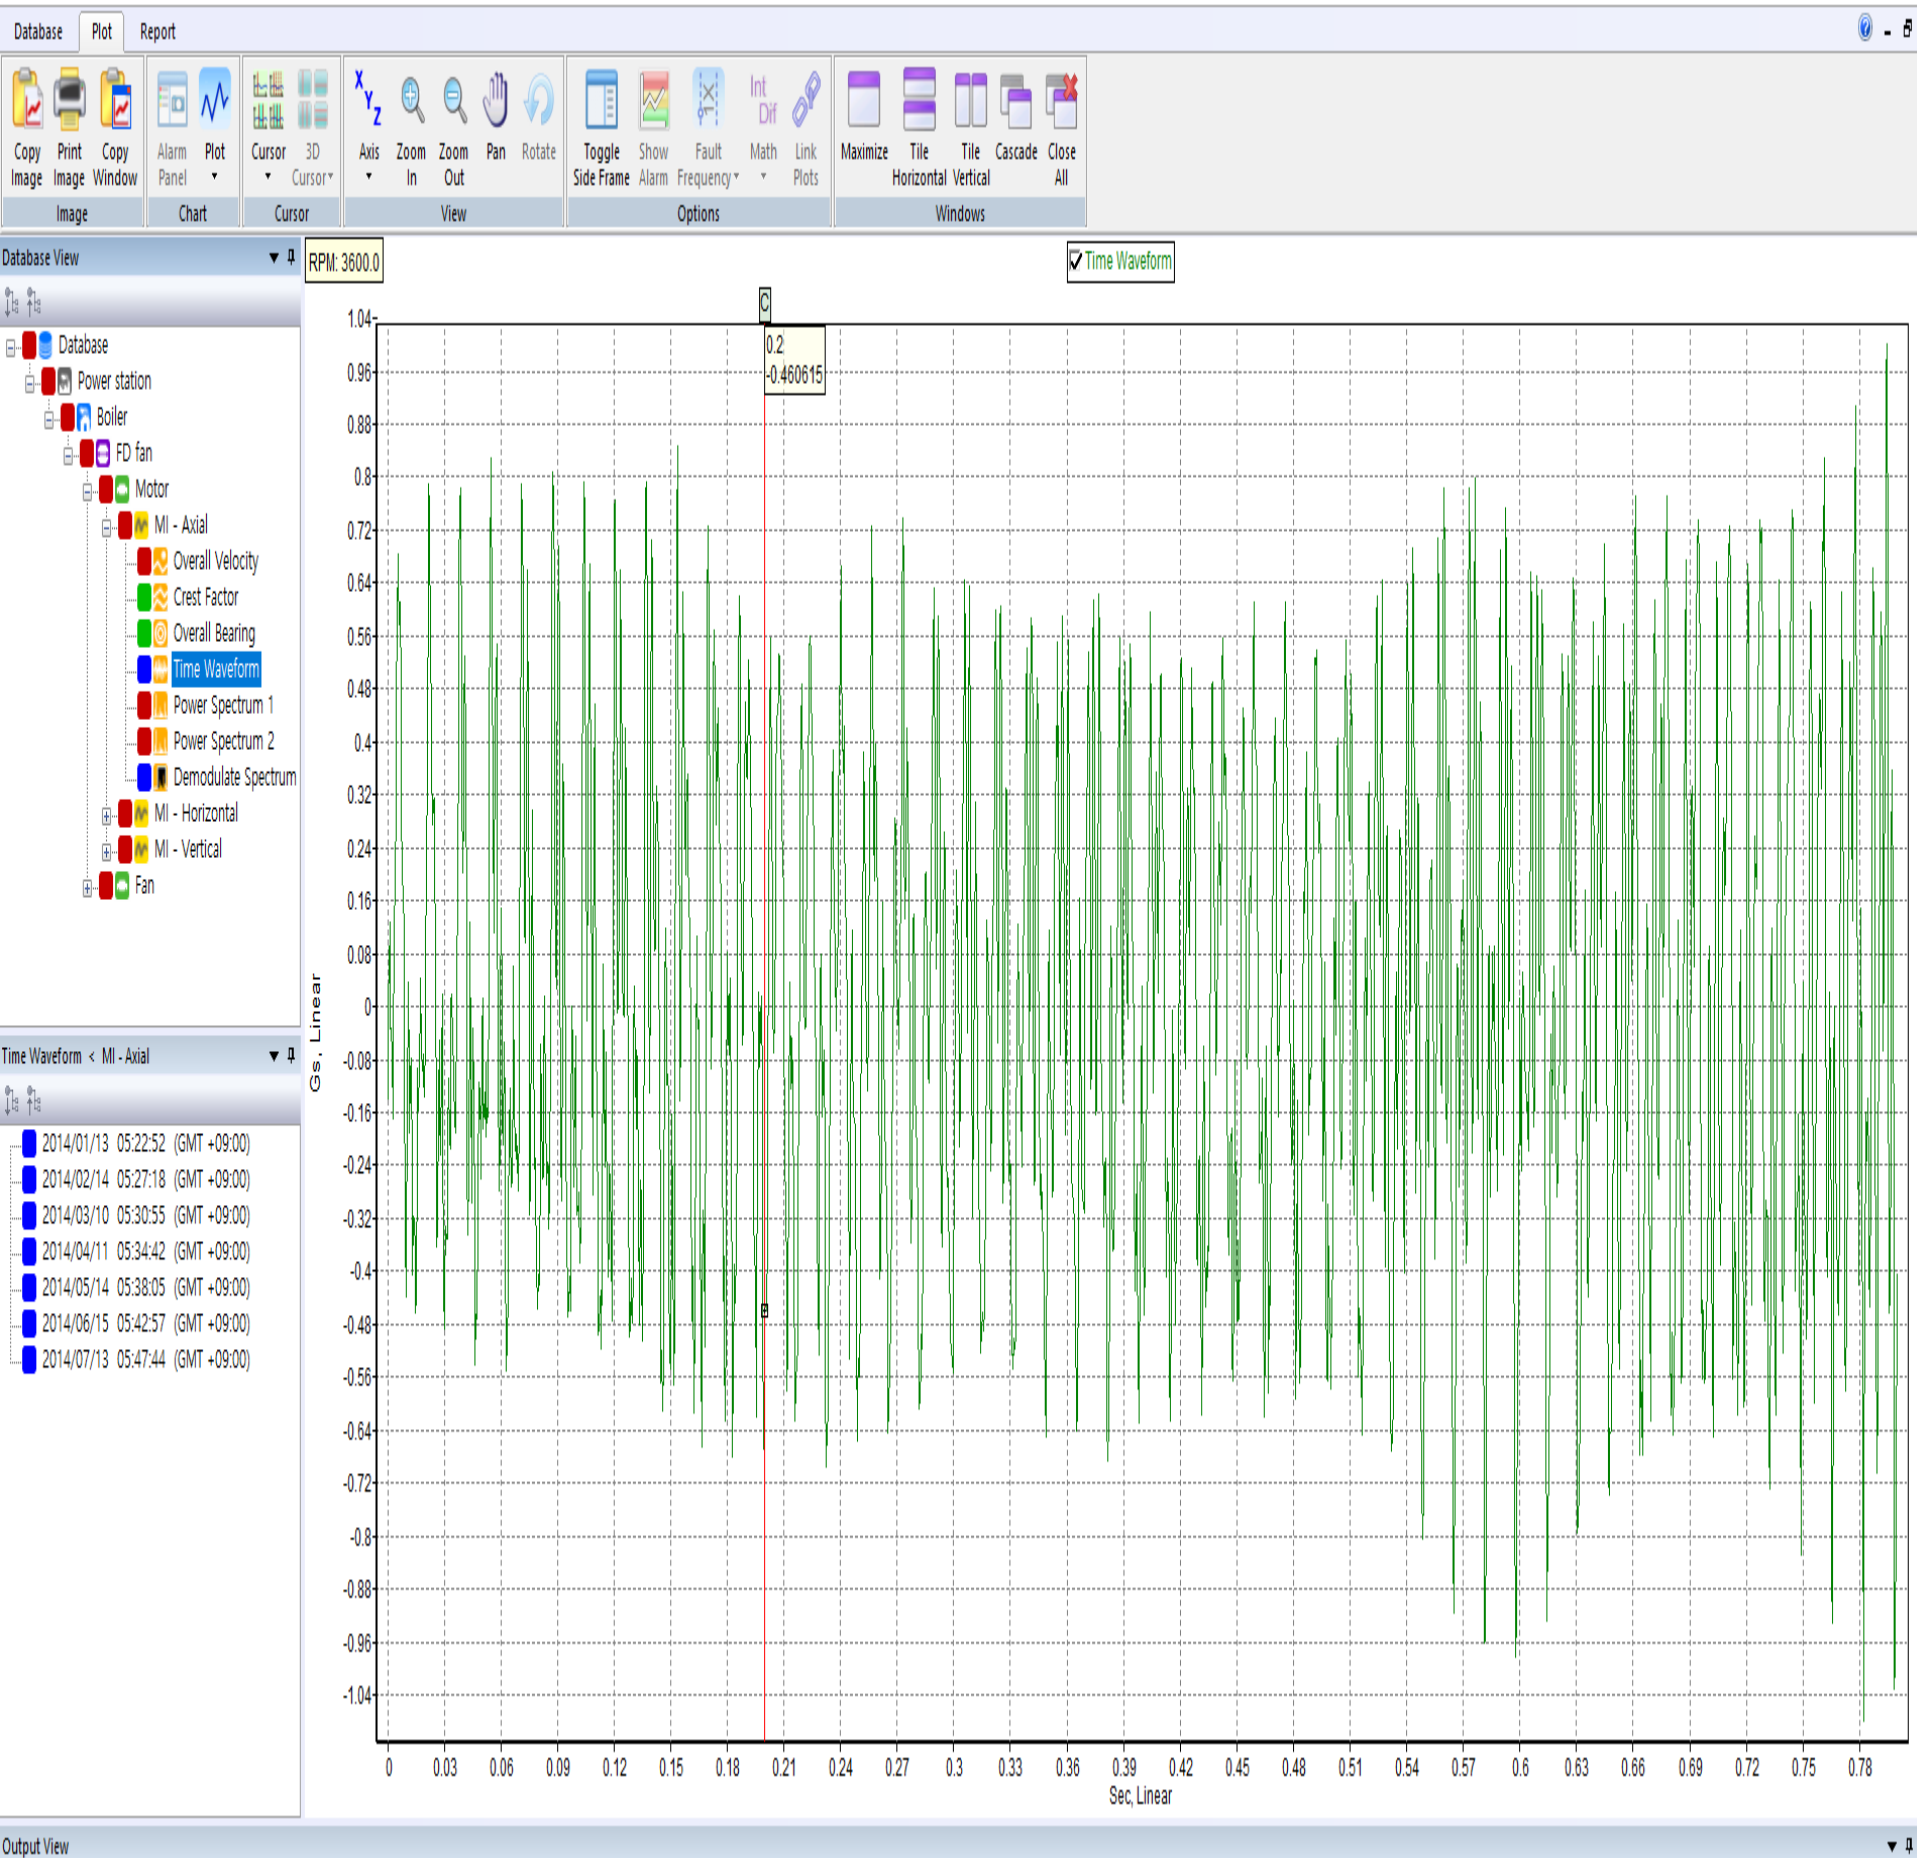 Database Plot Report
Copy Image
Print Image
Copy Window
Image
Alarm Panel
Plot
Chart
Cursor
3D Cursor
Cursor
Axis
Zoom In
Zoom Out
Pan
Rotate
View
Toggle Side Frame
Show Alarm
Fault Frequency
Int Dif
Math
Link Plots
Options
Maximize
Tile Horizontal
Tile Vertical
Cascade
Close All
Windows
Database View
Database
Power station
Boiler
FD fan
Motor
MI - Axial
Overall Velocity
Crest Factor
Overall Bearing
Time Waveform
Power Spectrum 1
Power Spectrum 2
Demodulate Spectrum
MI - Horizontal
MI - Vertical
Fan
Time Waveform < MI - Axial
2014/01/13 05:22:52 (GMT +09:00)
2014/02/14 05:27:18 (GMT +09:00)
2014/03/10 05:30:55 (GMT +09:00)
2014/04/11 05:34:42 (GMT +09:00)
2014/05/14 05:38:05 (GMT +09:00)
2014/06/15 05:42:57 (GMT +09:00)
2014/07/13 05:47:44 (GMT +09:00)
RPM: 3600.0
Time Waveform
C
0.2
-0.460615
1.04
0.96
0.88
0.8
0.72
0.64
0.56
0.48
0.4
0.32
0.24
0.16
0.08
0
-0.08
-0.16
-0.24
-0.32
-0.4
-0.48
-0.56
-0.64
-0.72
-0.8
-0.88
-0.96
-1.04
Gs, Linear
0 0.03 0.06 0.09 0.12 0.15 0.18 0.21 0.24 0.27 0.3 0.33 0.36 0.39 0.42 0.45 0.48 0.51 0.54 0.57 0.6 0.63 0.66 0.69 0.72 0.75 0.78
Sec, Linear
Output View